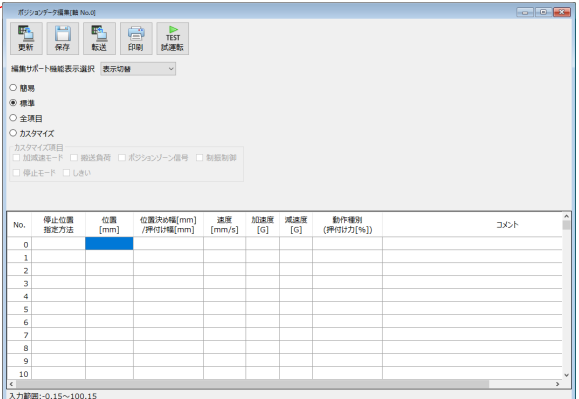 ポジションデータ編集[軸 No.0]
更新 保存 転送 印刷 TEST 試運転
編集サポート機能表示選択 表示切替
簡易
標準
全項目
カスタマイズ
カスタマイズ項目
加減速モード 搬送負荷 ポジションゾーン信号 制振制御
停止モード しきい
No. 停止位置指定方法 位置[mm] 位置決め幅[mm]/押付け幅[mm] 速度[mm/s] 加速度[G] 減速度[G] 動作種別(押付け力[%]) コメント
0
1
2
3
4
5
6
7
8
9
10
入力範囲:-0.15～100.15